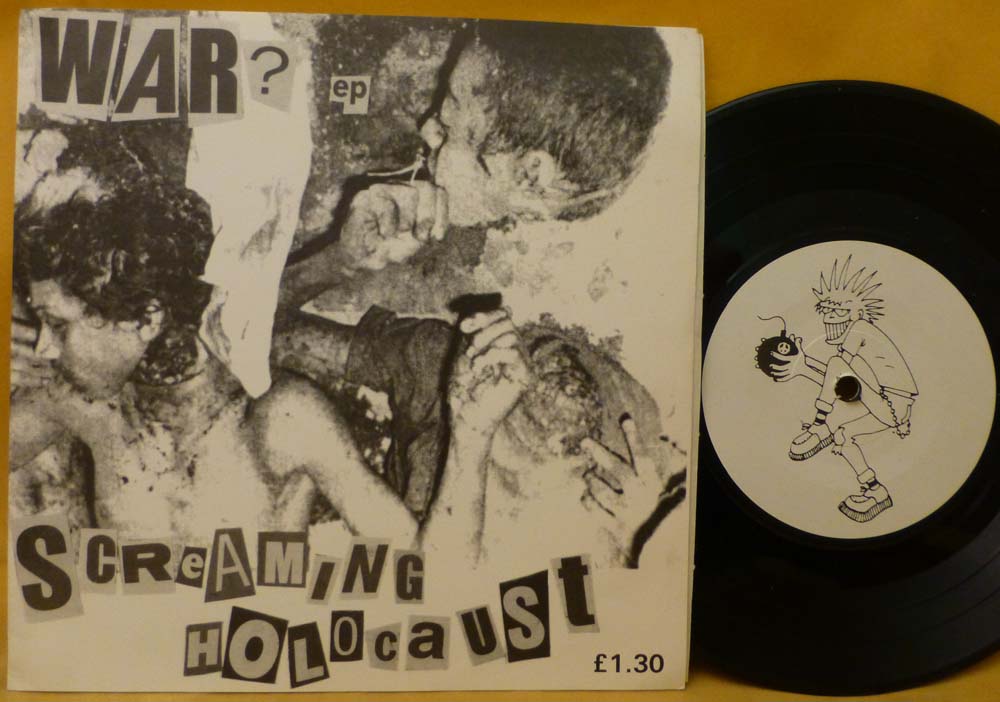 WAR?
ep
SCReAMING
HOLOcaUSt
£1.30